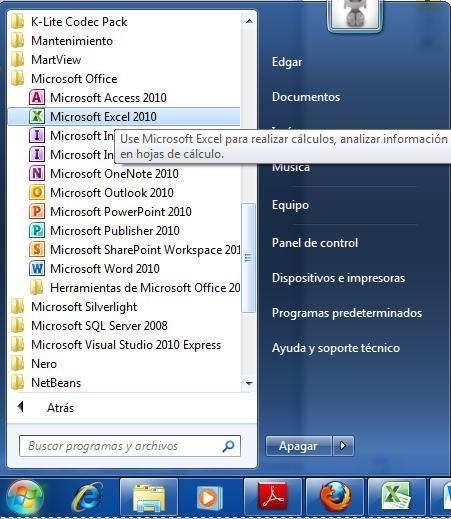 K-Lite Codec Pack
Mantenimiento
MartView
Microsoft Office
Microsoft Access 2010
Microsoft Excel 2010
Microsoft In
Microsoft In
Microsoft OneNote 2010
Microsoft Outlook 2010
Microsoft PowerPoint 2010
Microsoft Publisher 2010
Microsoft SharePoint Workspace 201
Microsoft Word 2010
Herramientas de Microsoft Office 20
Microsoft Silverlight
Microsoft SQL Server 2008
Microsoft Visual Studio 2010 Express
Nero
NetBeans
Atrás
Buscar programas y archivos
Use Microsoft Excel para realizar cálculos, analizar información
en hojas de cálculo.
Edgar
Documentos
Música
Equipo
Panel de control
Dispositivos e impresoras
Programas predeterminados
Ayuda y soporte técnico
Apagar